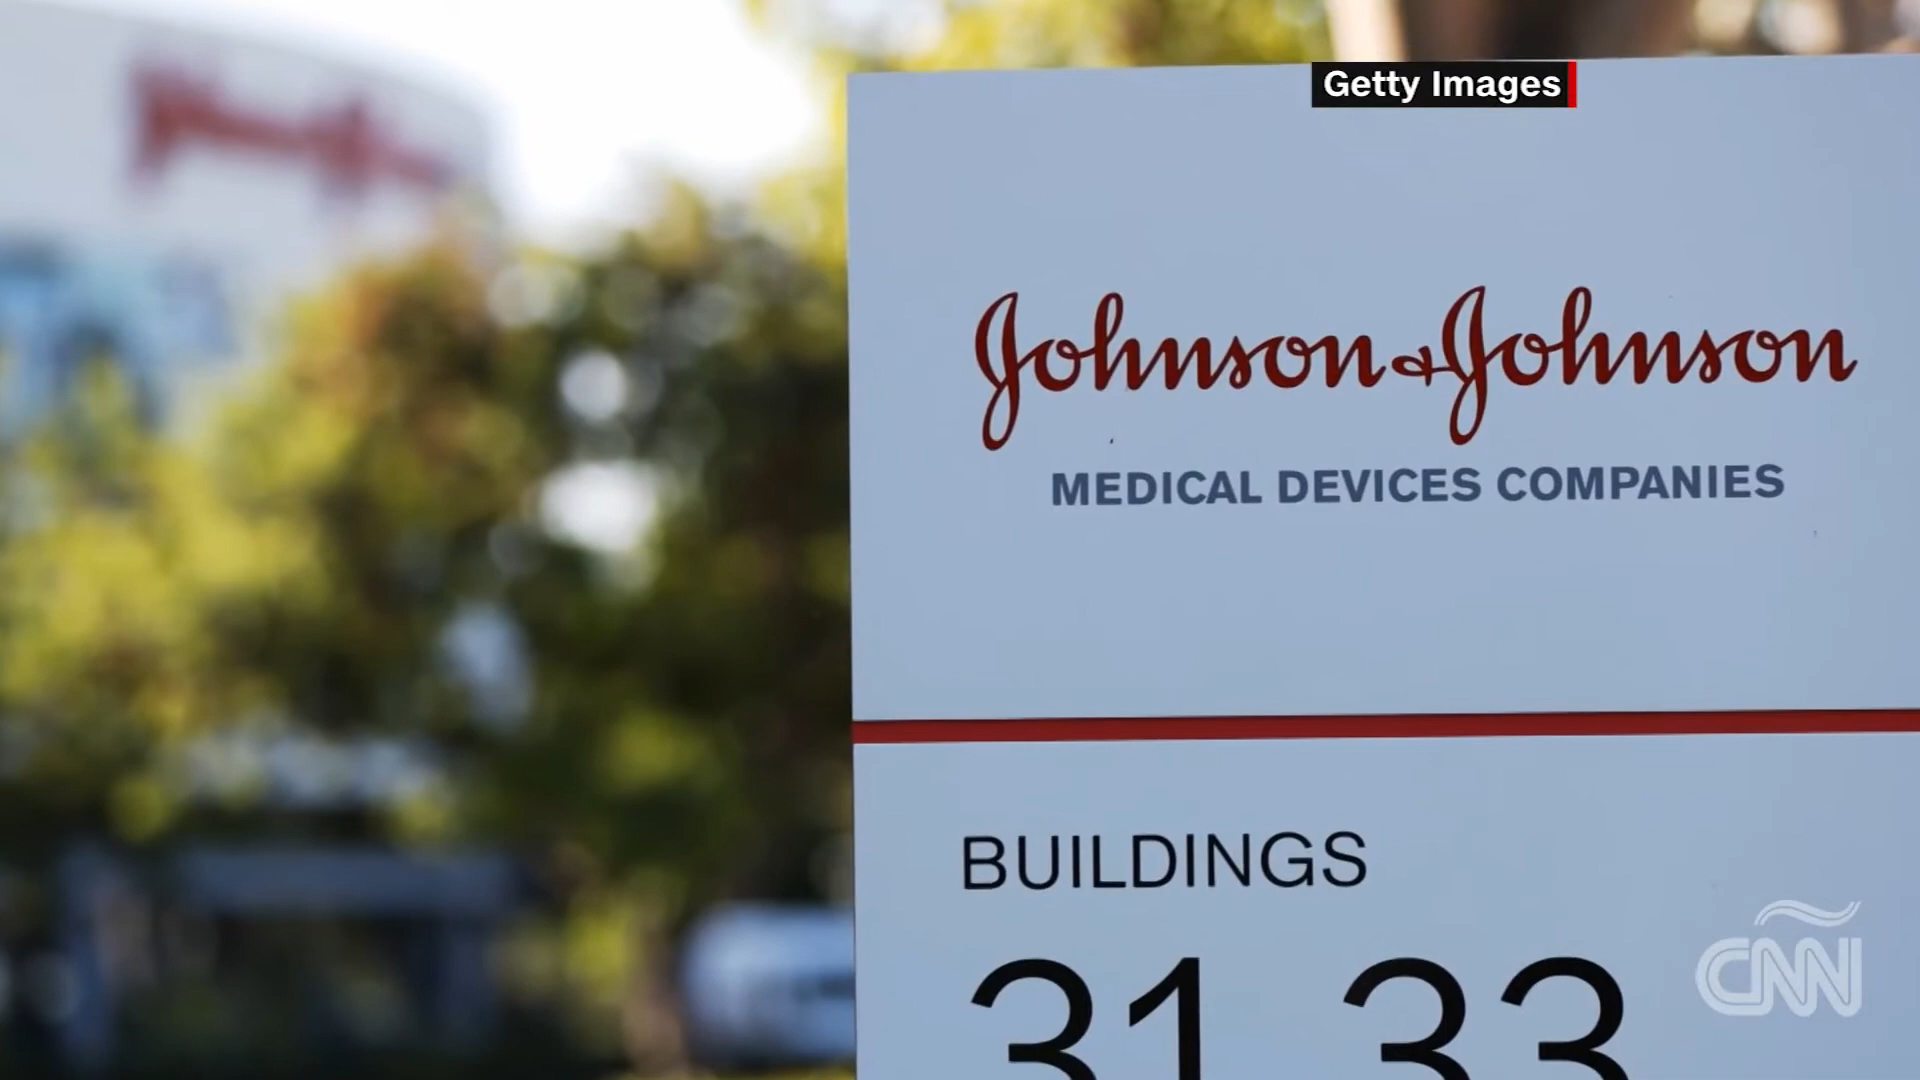 Getty Images
Johnson & Johnson
MEDICAL DEVICES COMPANIES
BUILDINGS
31 33
CNN